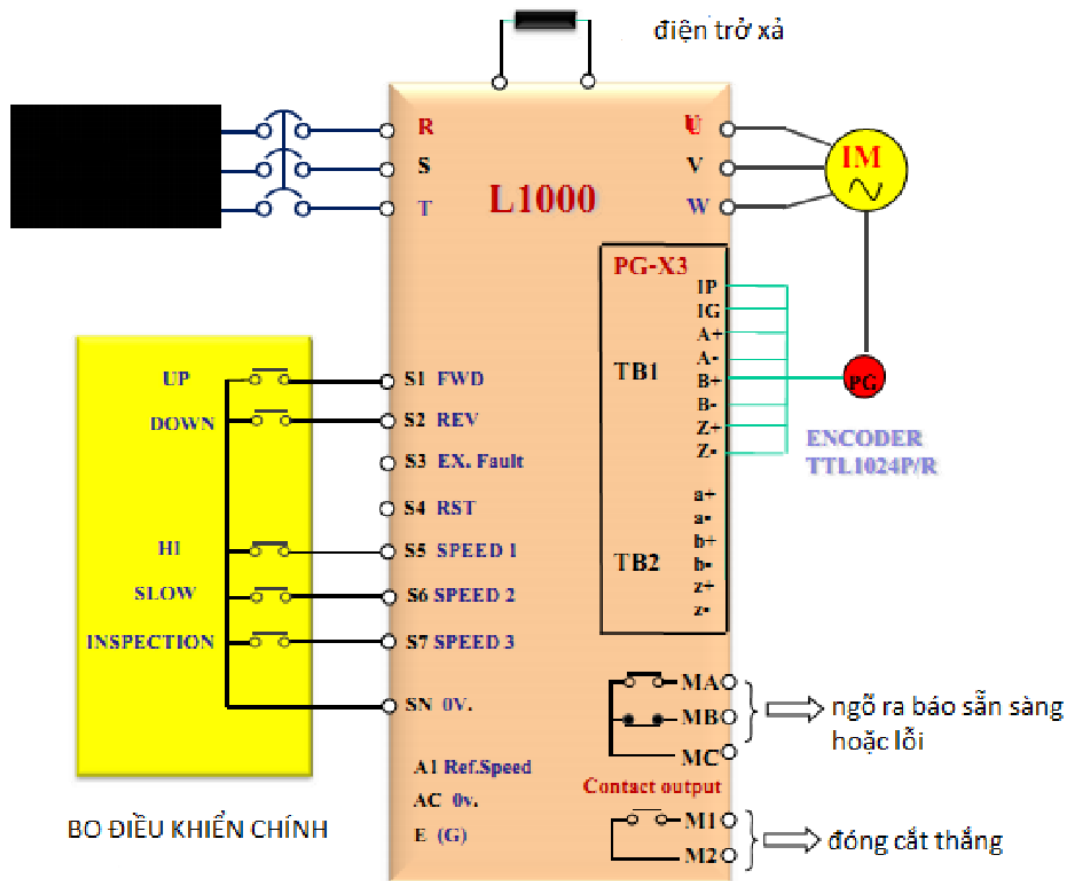 điện trở xả
R
S
T
L1000
U
V
W
IM
PG-X3
IP
IG
A+
A-
B+
B-
Z+
Z-
TB1
PG
ENCODER
TTL1024P/R
a+
a-
b+
b-
z+
z-
TB2
UP
DOWN
HI
SLOW
INSPECTION
S1 FWD
S2 REV
S3 EX. Fault
S4 RST
S5 SPEED 1
S6 SPEED 2
S7 SPEED 3
SN 0V.
A1 Ref.Speed
AC 0v.
E (G)
BO ĐIỀU KHIỂN CHÍNH
MA
MB
MC
ngõ ra báo sẵn sàng
hoặc lỗi
Contact output
M1
M2
đóng cắt thắng